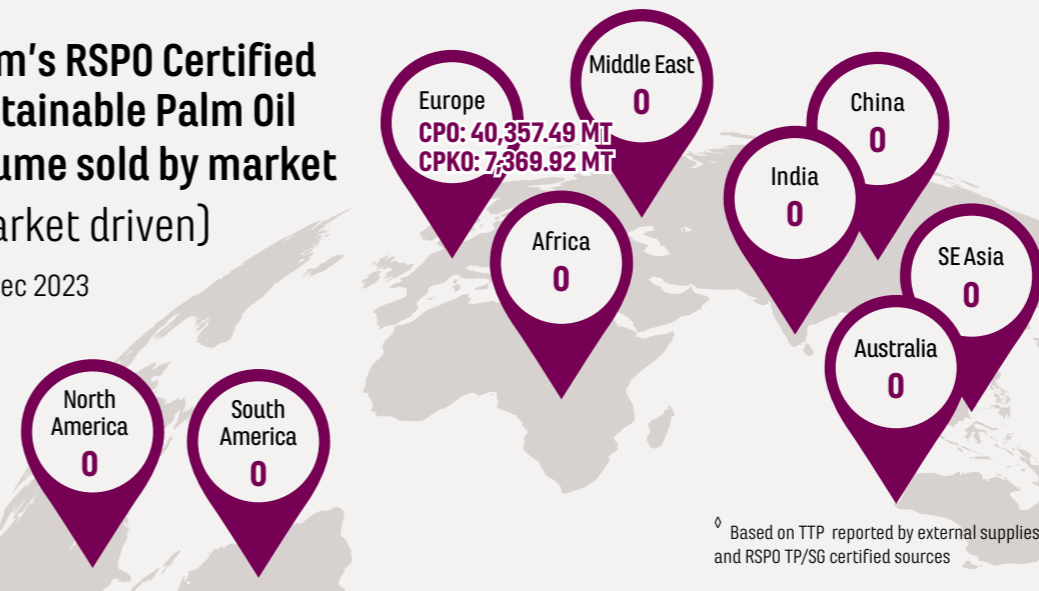 m's RSPO Certified
tainable Palm Oil
ume sold by market
arket driven)
ec 2023
Europe
CPO: 40,357.49 MT
CPKO: 7,369.92 MT
Middle East
0
China
0
India
0
Africa
0
SE Asia
0
Australia
0
North
America
0
South
America
0
◊ Based on TTP reported by external supplies
and RSPO TP/SG certified sources